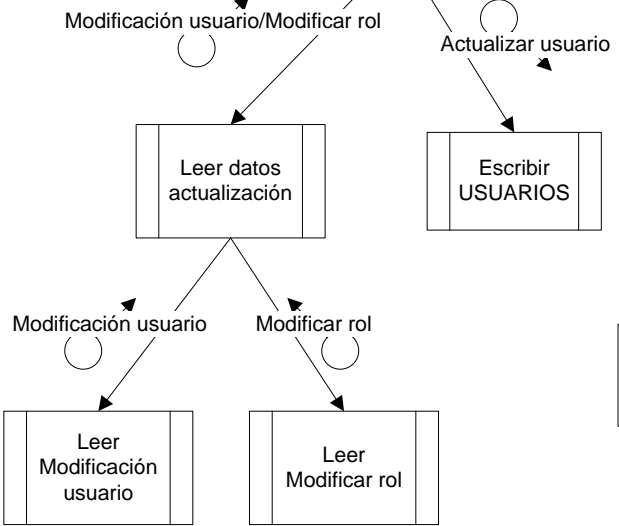 Modificación usuario/Modificar rol
Actualizar usuario
Leer datos
actualización
Escribir
USUARIOS
Modificación usuario
Modificar rol
Leer
Modificación
usuario
Leer
Modificar rol